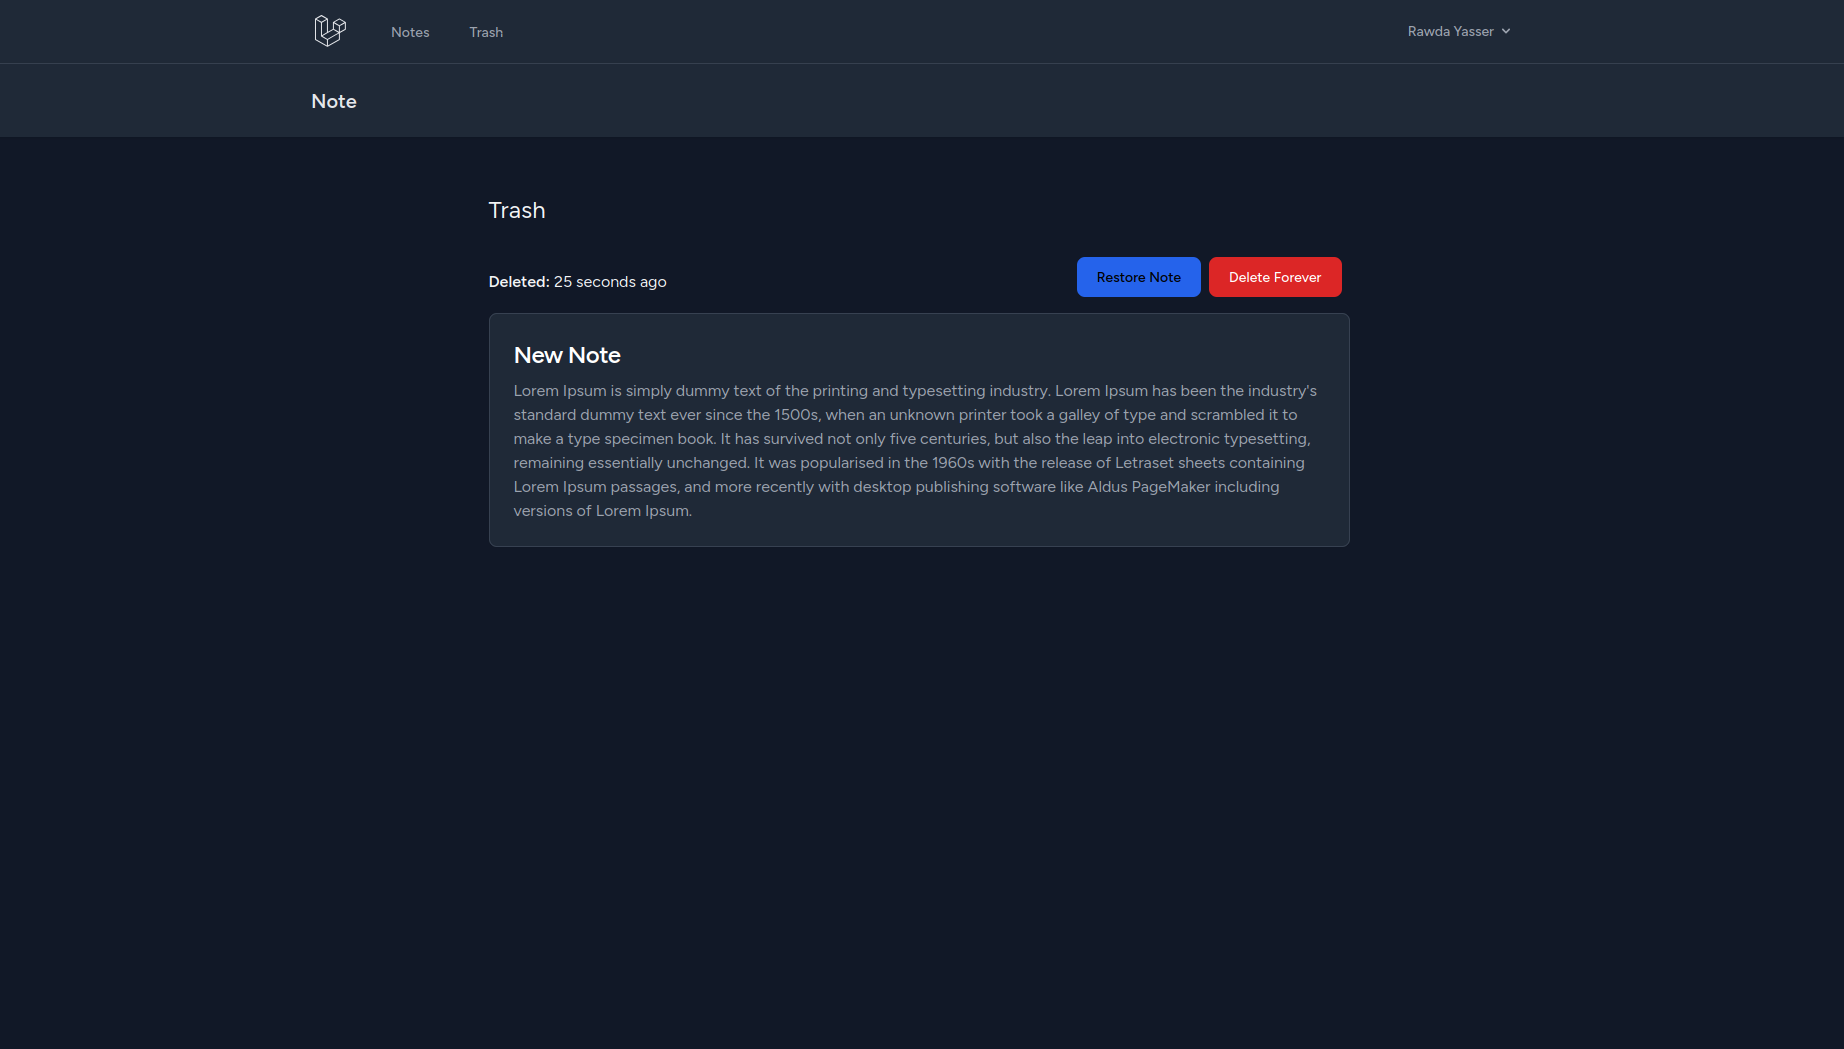 Notes
Trash
Rawda Yasser
Note
Trash
Deleted: 25 seconds ago
Restore Note
Delete Forever
New Note
Lorem Ipsum is simply dummy text of the printing and typesetting industry. Lorem Ipsum has been the industry's
standard dummy text ever since the 1500s, when an unknown printer took a galley of type and scrambled it to
make a type specimen book. It has survived not only five centuries, but also the leap into electronic typesetting,
remaining essentially unchanged. It was popularised in the 1960s with the release of Letraset sheets containing
Lorem Ipsum passages, and more recently with desktop publishing software like Aldus PageMaker including
versions of Lorem Ipsum.